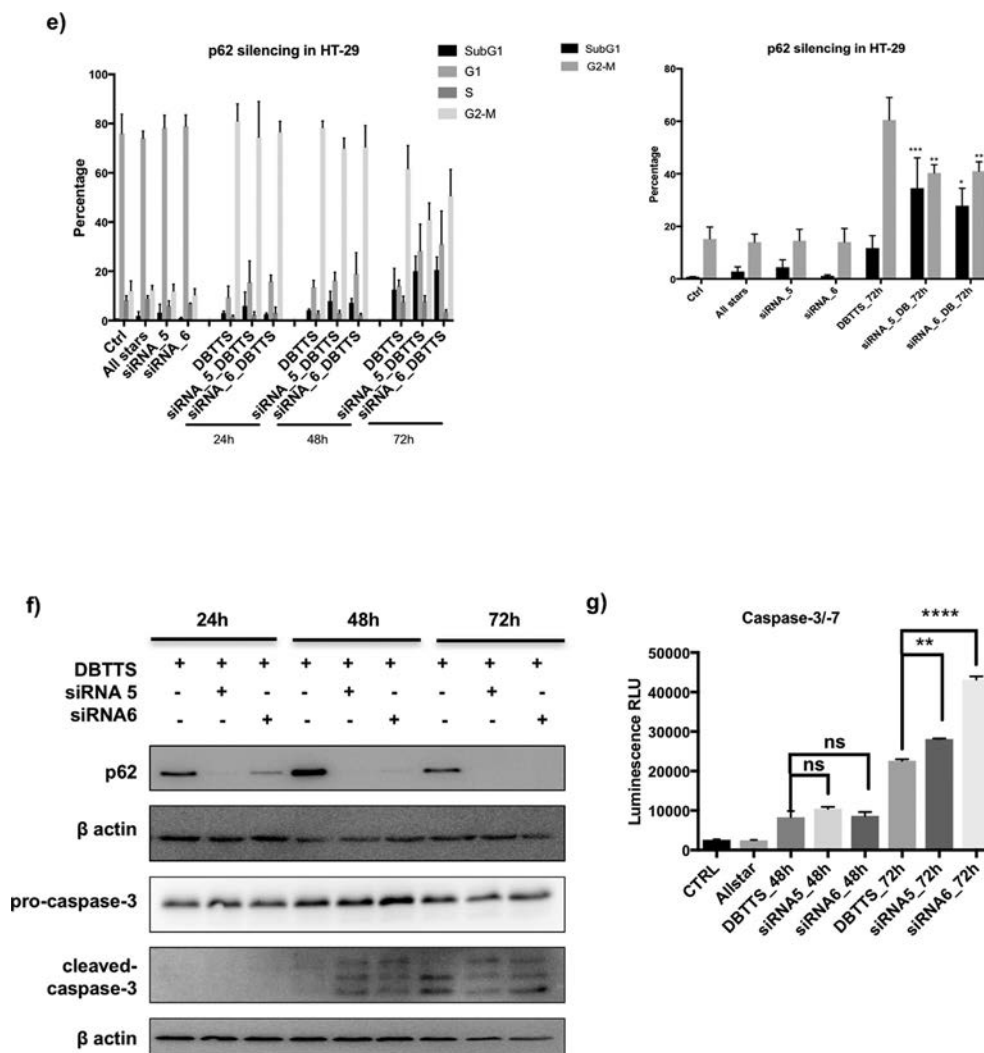 e)
p62 silencing in HT-29
SubG1
G1
S
G2-M
Percentage
100
80
60
40
20
0
Ctrl
All stars
siRNA_5
siRNA_6
DBTTS
siRNA_5_DBTTS
siRNA_6_DBTTS
DBTTS
siRNA_5_DBTTS
siRNA_6_DBTTS
DBTTS
siRNA_5_DBTTS
siRNA_6_DBTTS
24h
48h
72h
SubG1
G2-M
p62 silencing in HT-29
Percentage
80
60
40
20
0
***
**
*
**
Ctrl
All stars
siRNA_5
siRNA_6
DBTTS_72h
siRNA_5_DB_72h
siRNA_6_DB_72h
f)
24h 48h 72h
DBTTS + + + + + + + + +
siRNA 5 - + - - + - - + -
siRNA6 - - + - - + - - +
p62
β actin
pro-caspase-3
cleaved-
caspase-3
β actin
g)
Caspase-3/-7
Luminescence RLU
50000
40000
30000
20000
10000
0
ns
ns
**
****
CTRL
Allstar
DBTTS_48h
siRNA5_48h
siRNA6_48h
DBTTS_72h
siRNA5_72h
siRNA6_72h